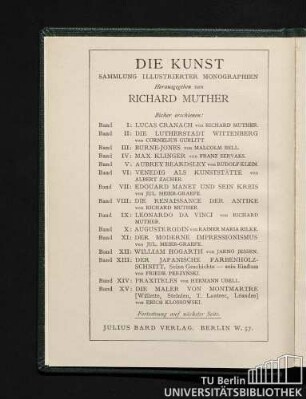 DIE KUNST
SAMMLUNG ILLUSTRIERTER MONOGRAPHIEN
Herausgegeben von
RICHARD MUTHER
Bisher erschienen:
Band I: LUCAS CRANACH von RICHARD MUTHER.
Band II: DIE LUTHERSTADT WITTENBERG
von CORNELIUS GURLITT.
Band III: BURNE-JONES von MALCOLM BELL.
Band IV: MAX KLINGER von FRANZ SERVAES.
Band V: AUBREY BEARDSLEY von RUDOLF KLEIN.
Band VI: VENEDIG ALS KUNSTSTÄTTE von
ALBERT ZACHER.
Band VII: EDOUARD MANET UND SEIN KREIS
von JUL. MEIER-GRAEFE.
Band VIII: DIE RENAISSANCE DER ANTIKE
von RICHARD MUTHER.
Band IX: LEONARDO DA VINCI von RICHARD
MUTHER.
Band X: AUGUSTE RODIN von RAINER MARIA RILKE.
Band XI: DER MODERNE IMPRESSIONISMUS
von JUL. MEIER-GRAEFE.
Band XII: WILLIAM HOGARTH von JARNO JESSEN.
Band XIII: DER JAPANISCHE FARBENHOLZ-
SCHNITT, Seine Geschichte — sein Einfluss
von FRIEDR. PERZYŃSKI.
Band XIV: PRAXITELES von HERMANN UBELL.
Band XV: DIE MALER VON MONTMARTRE
[Willette, Steinlen, T. Lautrec, Léandre]
von ERICH KLOSSOWSKI.
Fortsetzung auf nächster Seite.
JULIUS BARD VERLAG. BERLIN W. 57.
TU Berlin
UNIVERSITÄTSBIBLIOTHEK